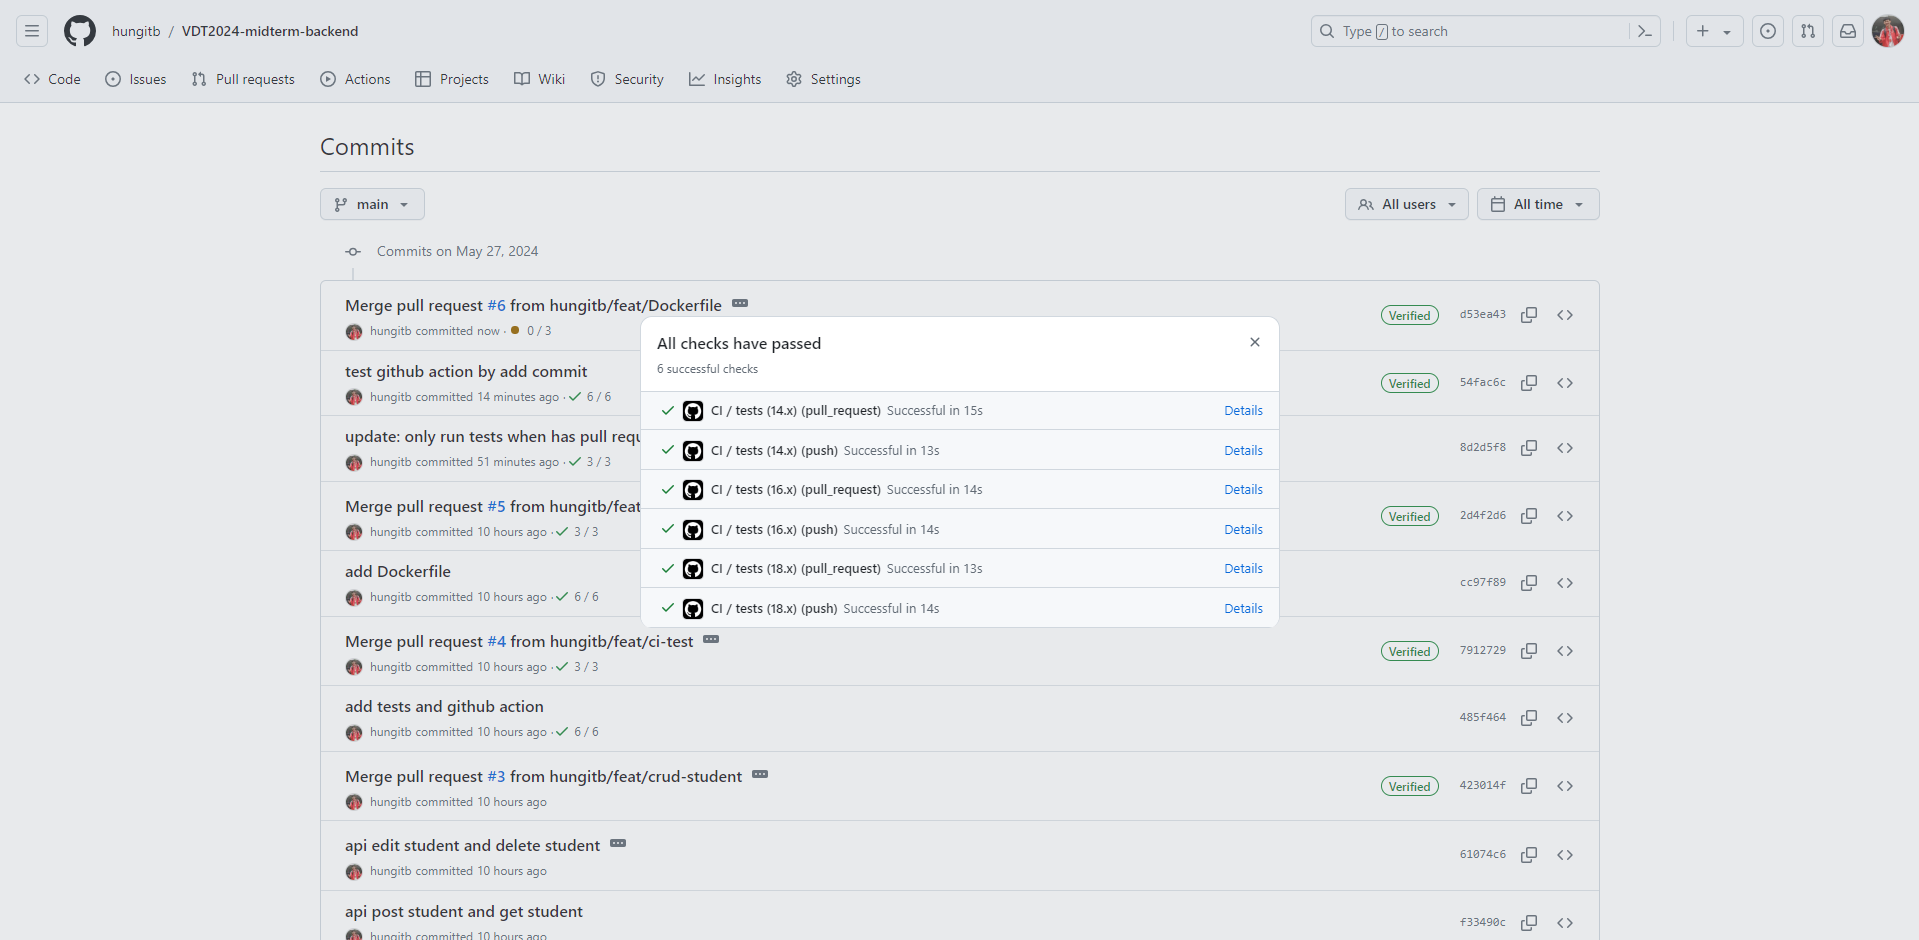 hungitb / VDT2024-midterm-backend
Type / to search
Code
Issues
Pull requests
Actions
Projects
Wiki
Security
Insights
Settings
Commits
main
All users
All time
Commits on May 27, 2024
Merge pull request #6 from hungitb/feat/Dockerfile
hungitb committed now · 0 / 3
Verified
d53ea43
All checks have passed
6 successful checks
CI / tests (14.x) (pull_request) Successful in 15s
Details
CI / tests (14.x) (push) Successful in 13s
Details
CI / tests (16.x) (pull_request) Successful in 14s
Details
CI / tests (16.x) (push) Successful in 14s
Details
CI / tests (18.x) (pull_request) Successful in 13s
Details
CI / tests (18.x) (push) Successful in 14s
Details
test github action by add commit
hungitb committed 14 minutes ago · 6 / 6
Verified
54fac6c
update: only run tests when has pull requ
hungitb committed 51 minutes ago · 3 / 3
8d2d5f8
Merge pull request #5 from hungitb/feat
hungitb committed 10 hours ago · 3 / 3
Verified
2d4f2d6
add Dockerfile
hungitb committed 10 hours ago · 6 / 6
cc97f89
Merge pull request #4 from hungitb/feat/ci-test
hungitb committed 10 hours ago · 3 / 3
Verified
7912729
add tests and github action
hungitb committed 10 hours ago · 6 / 6
485f464
Merge pull request #3 from hungitb/feat/crud-student
hungitb committed 10 hours ago
Verified
423014f
api edit student and delete student
hungitb committed 10 hours ago
61074c6
api post student and get student
hungitb committed 10 hours ago
f33490c